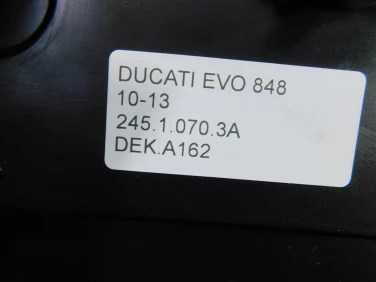 DUCATI EVO 848
10-13
245.1.070.3A
DEK.A162